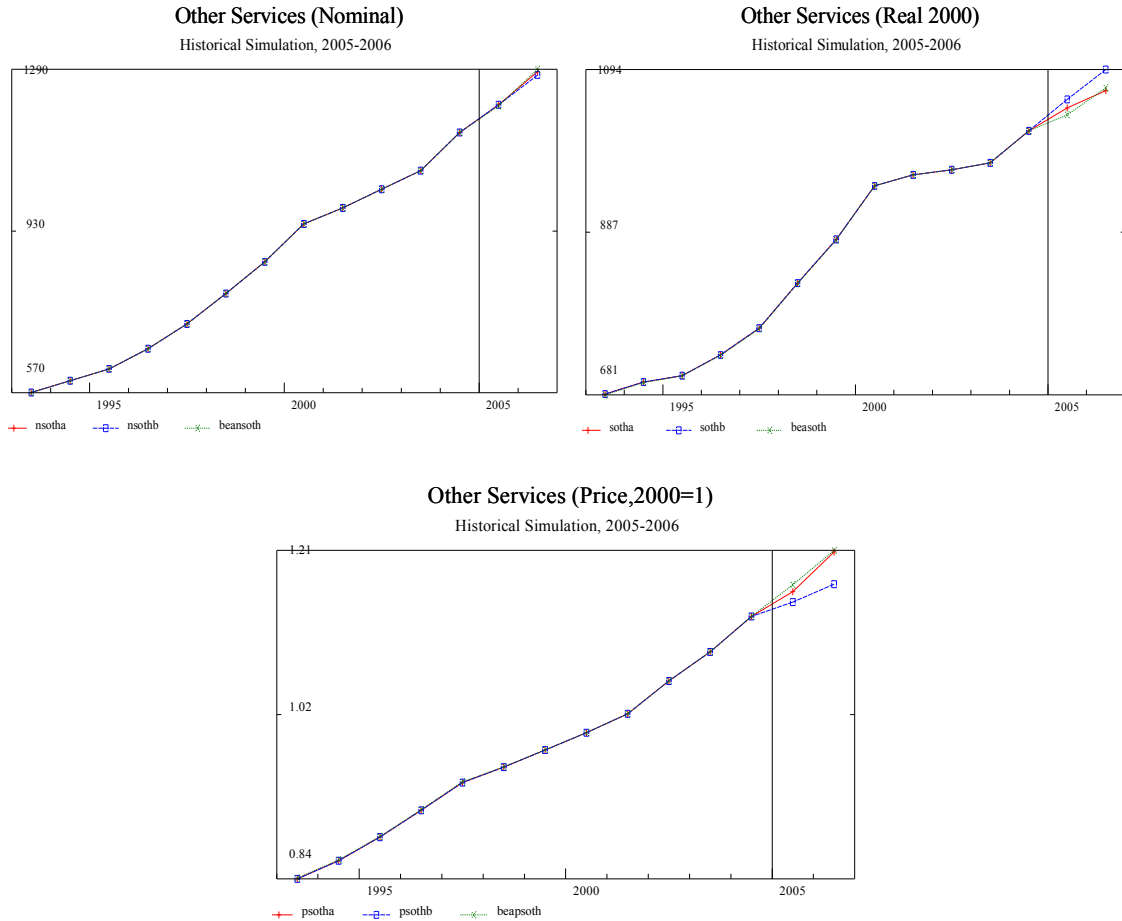 Other Services (Nominal)
Historical Simulation, 2005-2006
1290
930
570
1995 2000 2005
nsotha nsothb beansoth
Other Services (Real 2000)
Historical Simulation, 2005-2006
1094
887
681
1995 2000 2005
sotha sothb beasoth
Other Services (Price,2000=1)
Historical Simulation, 2005-2006
1.21
1.02
0.84
1995 2000 2005
psotha psothb beapsoth